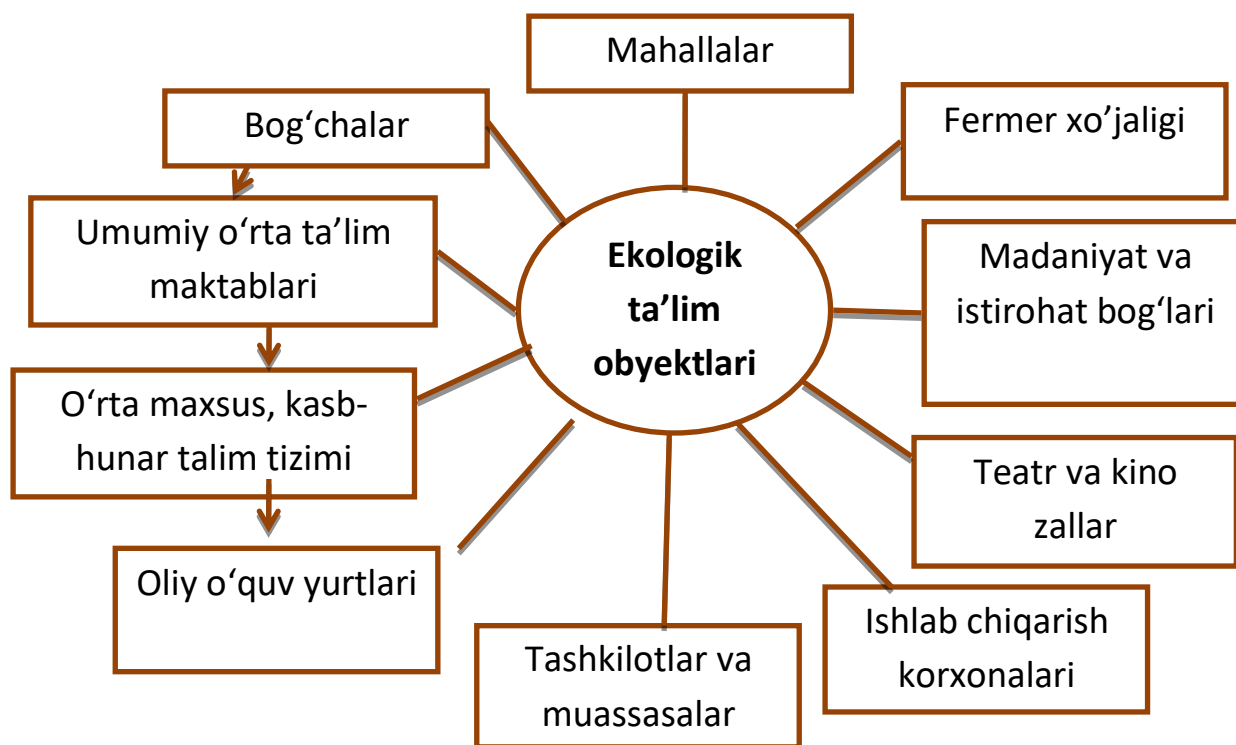 Mahallalar
Bog‘chalar
Fermer xo’jaligi
Umumiy o‘rta ta’lim
maktablari
Ekologik
ta’lim
obyektlari
Madaniyat va
istirohat bog‘lari
O‘rta maxsus, kasb-
hunar talim tizimi
Teatr va kino
zallar
Oliy o‘quv yurtlari
Ishlab chiqarish
korxonalari
Tashkilotlar va
muassasalar